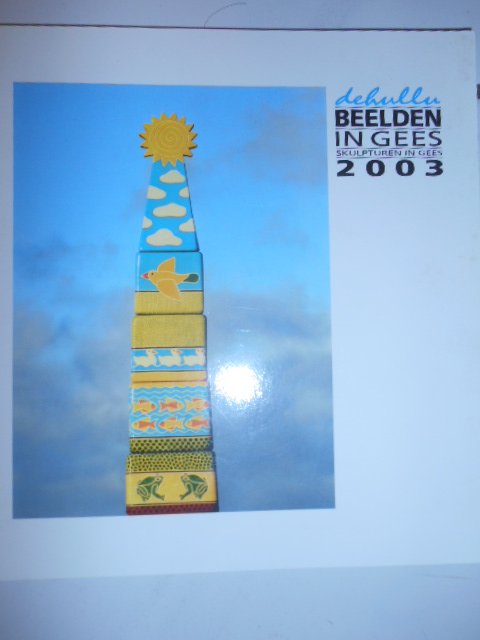 dehullu
BEELDEN
IN GEES
SKULPTUREN IN GEES
2003